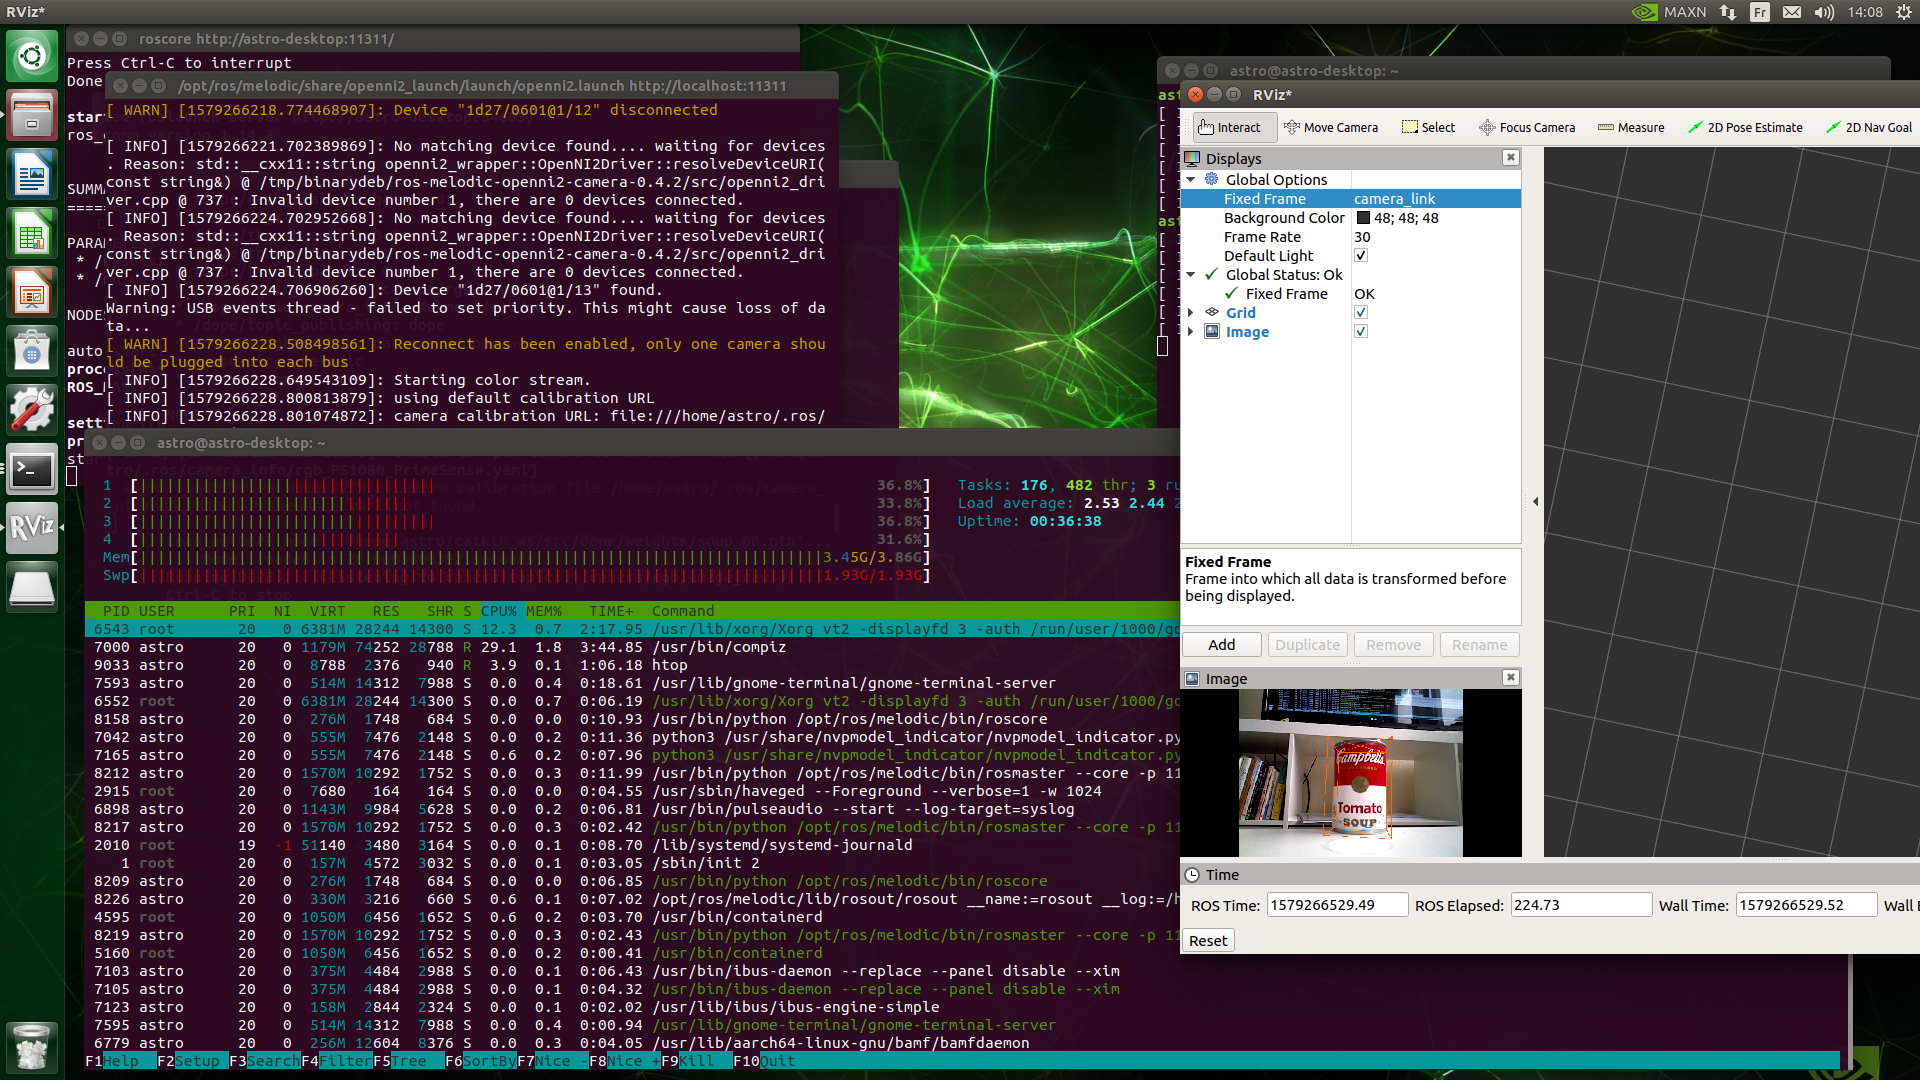 RViz*
MAXN
Fr
14:08
roscore http://astro-desktop:11311/
Press Ctrl-C to interrupt
Done
/opt/ros/melodic/share/openni2_launch/launch/openni2.launch http://localhost:11311
[ WARN] [1579266218.774468907]: Device "1d27/0601@1/12" disconnected
[ INFO] [1579266221.702389869]: No matching device found.... waiting for devices
. Reason: std::__cxx11::string openni2_wrapper::OpenNI2Driver::resolveDeviceURI(
const string&) @ /tmp/binarydeb/ros-melodic-openni2-camera-0.4.2/src/openni2_dri
ver.cpp @ 737 : Invalid device number 1, there are 0 devices connected.
[ INFO] [1579266224.702952668]: No matching device found.... waiting for devices
. Reason: std::__cxx11::string openni2_wrapper::OpenNI2Driver::resolveDeviceURI(
const string&) @ /tmp/binarydeb/ros-melodic-openni2-camera-0.4.2/src/openni2_dri
ver.cpp @ 737 : Invalid device number 1, there are 0 devices connected.
[ INFO] [1579266224.706906260]: Device "1d27/0601@1/13" found.
Warning: USB events thread - failed to set priority. This might cause loss of da
ta...
[ WARN] [1579266228.508498561]: Reconnect has been enabled, only one camera shou
ld be plugged into each bus
[ INFO] [1579266228.649543109]: Starting color stream.
[ INFO] [1579266228.800813879]: using default calibration URL
[ INFO] [1579266228.801074872]: camera calibration URL: file:///home/astro/.ros/
star
ros_
SUMM
=====
PARA
* /
* /
NODES
auto
proce
ROS_
sett
pr
st
astro@astro-desktop: ~
1 [ 36.8%]
2 [ 33.8%]
3 [ 36.8%]
4 [ 31.6%]
Mem[ 3.45G/3.86G]
Swp[ 1.93G/1.93G]
Tasks: 176, 482 thr; 3 ru
Load average: 2.53 2.44 2
Uptime: 00:36:38
PID USER PRI NI VIRT RES SHR S CPU% MEM% TIME+ Command
6543 root 20 0 6381M 28244 14300 S 12.3 0.7 2:17.95 /usr/lib/xorg/Xorg vt2 -displayfd 3 -auth /run/user/1000/gd
7000 astro 20 0 1179M 74252 28788 R 29.1 1.8 3:44.85 /usr/bin/compiz
9033 astro 20 0 8788 2376 940 R 3.9 0.1 1:06.18 htop
7593 astro 20 0 514M 14312 7988 S 0.0 0.4 0:18.61 /usr/lib/gnome-terminal/gnome-terminal-server
6552 root 20 0 6381M 28244 14300 S 0.0 0.7 0:06.19 /usr/lib/xorg/Xorg vt2 -displayfd 3 -auth /run/user/1000/gd
8158 astro 20 0 276M 1748 684 S 0.0 0.0 0:10.93 /usr/bin/python /opt/ros/melodic/bin/roscore
7042 astro 20 0 555M 7476 2148 S 0.0 0.2 0:11.36 python3 /usr/share/nvpmodel_indicator/nvpmodel_indicator.py
7165 astro 20 0 555M 7476 2148 S 0.6 0.2 0:07.96 python3 /usr/share/nvpmodel_indicator/nvpmodel_indicator.py
8212 astro 20 0 1570M 10292 1752 S 0.0 0.3 0:11.99 /usr/bin/python /opt/ros/melodic/bin/rosmaster --core -p 11
2915 root 20 0 7680 164 164 S 0.0 0.0 0:04.55 /usr/sbin/haveged --Foreground --verbose=1 -w 1024
6898 astro 20 0 1143M 9984 5628 S 0.0 0.2 0:06.81 /usr/bin/pulseaudio --start --log-target=syslog
8217 astro 20 0 1570M 10292 1752 S 0.0 0.3 0:02.42 /usr/bin/python /opt/ros/melodic/bin/rosmaster --core -p 11
2010 root 19 -1 51140 3480 3164 S 0.0 0.1 0:08.70 /lib/systemd/systemd-journald
1 root 20 0 157M 4572 3032 S 0.0 0.1 0:03.05 /sbin/init 2
8209 astro 20 0 276M 1748 684 S 0.0 0.0 0:06.85 /usr/bin/python /opt/ros/melodic/bin/roscore
8226 astro 20 0 330M 3216 660 S 0.6 0.1 0:07.02 /opt/ros/melodic/lib/rosout/rosout __name:=rosout __log:=/h
4595 root 20 0 1050M 6456 1652 S 0.6 0.2 0:03.70 /usr/bin/containerd
8219 astro 20 0 1570M 10292 1752 S 0.0 0.3 0:02.43 /usr/bin/python /opt/ros/melodic/bin/rosmaster --core -p 11
5160 root 20 0 1050M 6456 1652 S 0.0 0.2 0:00.41 /usr/bin/containerd
7103 astro 20 0 375M 4484 2988 S 0.0 0.1 0:06.43 /usr/bin/ibus-daemon --replace --panel disable --xim
7105 astro 20 0 375M 4484 2988 S 0.0 0.1 0:04.32 /usr/bin/ibus-daemon --replace --panel disable --xim
7123 astro 20 0 158M 2844 2324 S 0.6 0.1 0:02.02 /usr/lib/ibus/ibus-engine-simple
7595 astro 20 0 514M 14312 7988 S 0.0 0.4 0:00.94 /usr/lib/gnome-terminal/gnome-terminal-server
6779 astro 20 0 256M 12604 8376 S 0.0 0.3 0:04.05 /usr/lib/aarch64-linux-gnu/bamf/bamfdaemon
F1Help F2Setup F3SearchF4FilterF5Tree F6SortByF7Nice -F8Nice +F9Kill F10Quit
astro@astro-desktop: ~
RViz*
Interact
Move Camera
Select
Focus Camera
Measure
2D Pose Estimate
2D Nav Goal
Displays
Global Options
Fixed Frame camera_link
Background Color 48; 48; 48
Frame Rate 30
Default Light
Global Status: Ok
Fixed Frame OK
Grid
Image
Fixed Frame
Frame into which all data is transformed before
being displayed.
Add
Duplicate
Remove
Rename
Image
Campbell's
Tomato
SOUP
Time
ROS Time: 1579266529.49 ROS Elapsed: 224.73 Wall Time: 1579266529.52 Wall E
Reset
RViz